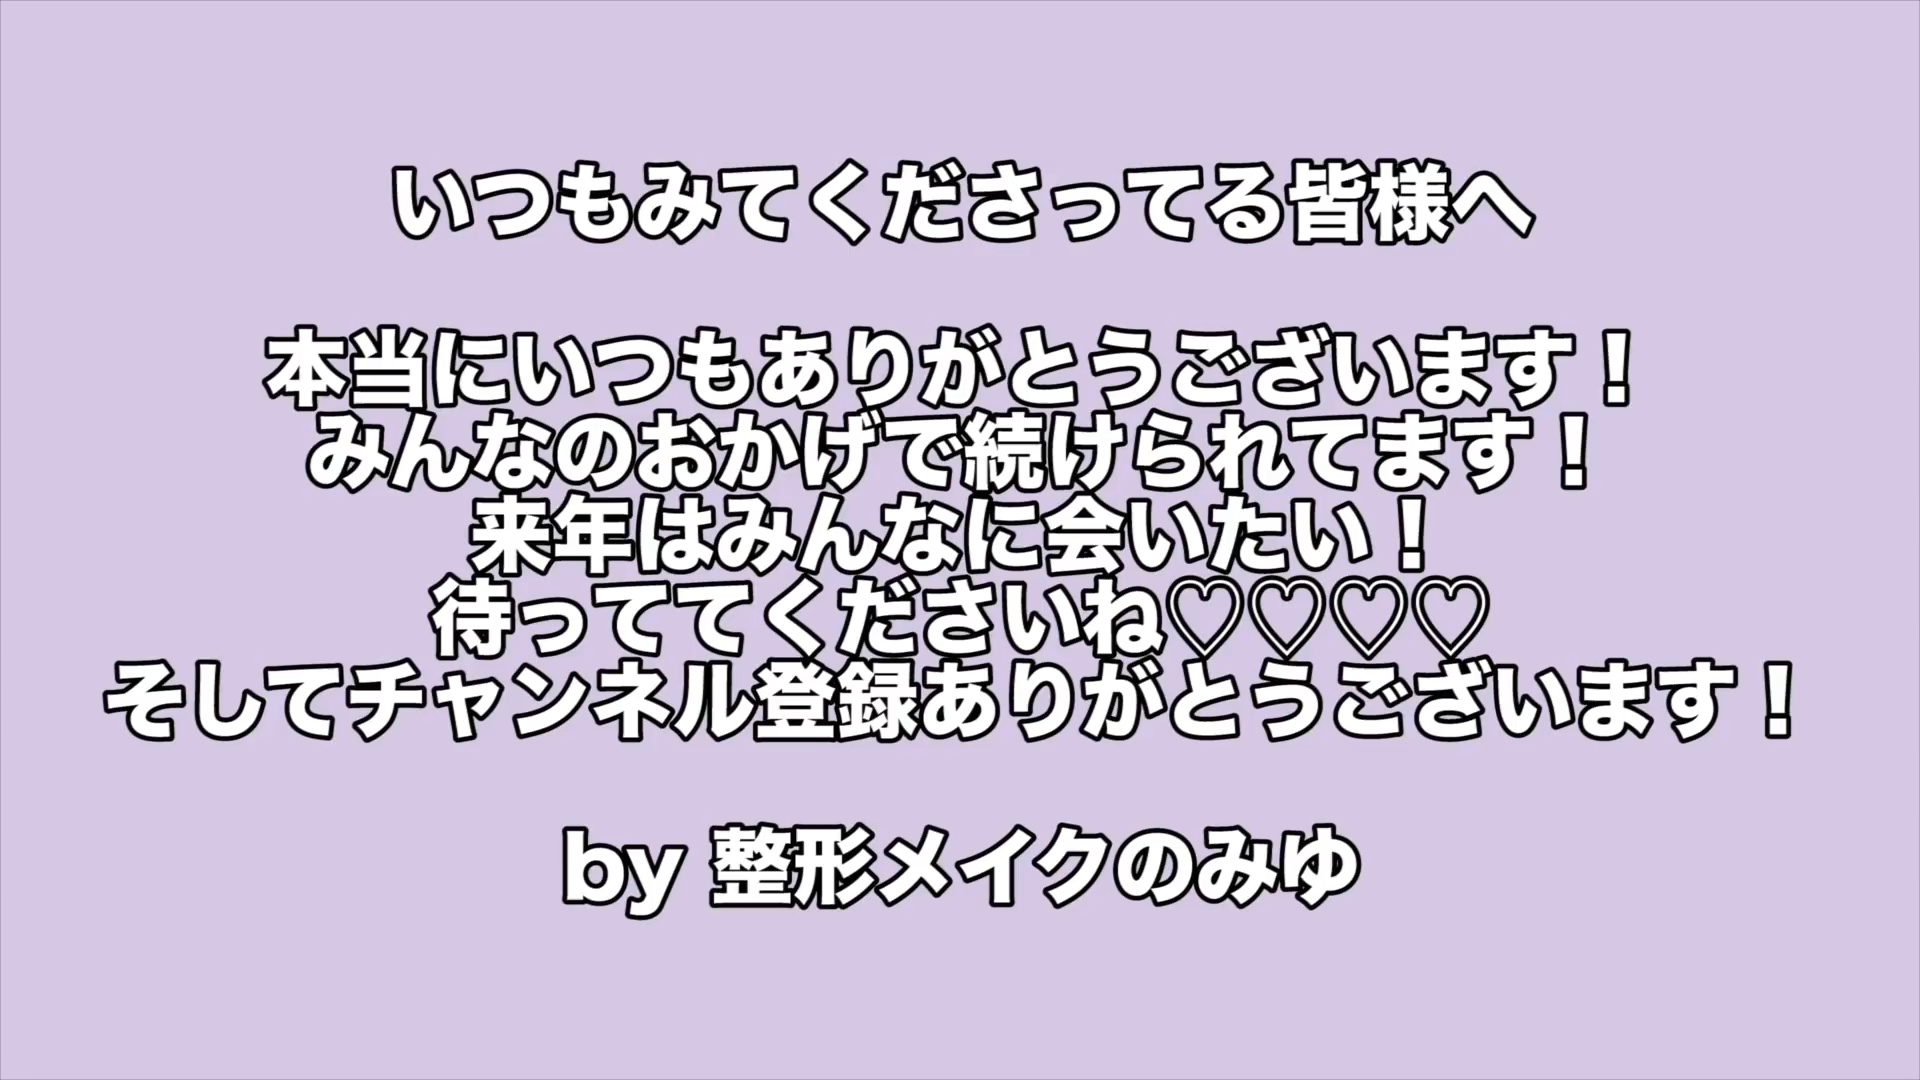 いつもみてくださってる皆様へ
本当にいつもありがとうございます！
みんなのおかげで続けられてます！
来年はみんなに会いたい！
待っててくださいね♡♡♡♡
そしてチャンネル登録ありがとうございます！
by 整形メイクのみゆ